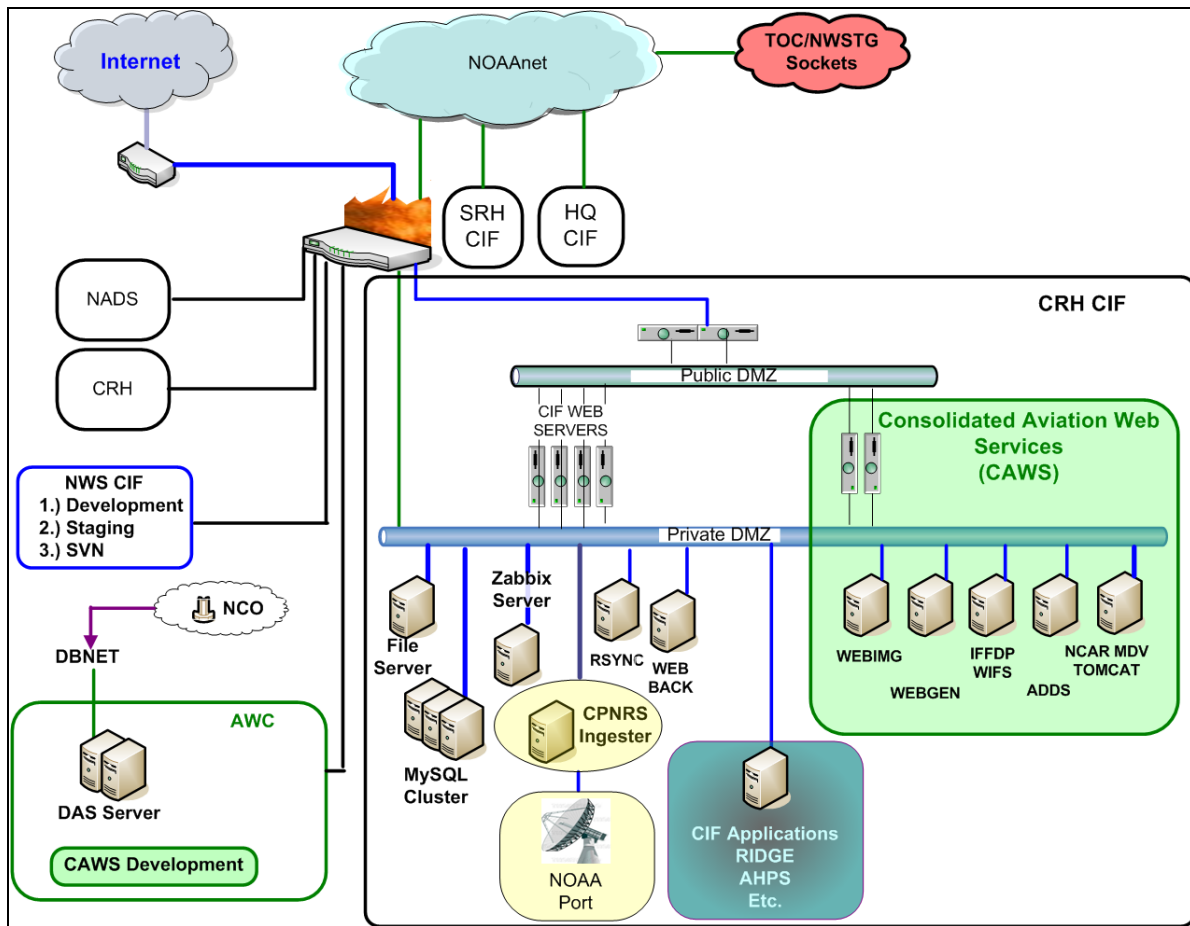 Internet
NOAAnet
TOC/NWSTG
Sockets
SRH
CIF
HQ
CIF
NADS
CRH
CRH CIF
Public DMZ
CIF WEB
SERVERS
Consolidated Aviation Web
Services
(CAWS)
NWS CIF
1.) Development
2.) Staging
3.) SVN
Private DMZ
NCO
DBNET
File
Server
Zabbix
Server
RSYNC
WEB
BACK
WEBIMG
WEBGEN
IFFDP
WIFS
ADDS
NCAR MDV
TOMCAT
AWC
DAS Server
CAWS Development
MySQL
Cluster
CPNRS
Ingester
NOAA
Port
CIF Applications
RIDGE
AHPS
Etc.